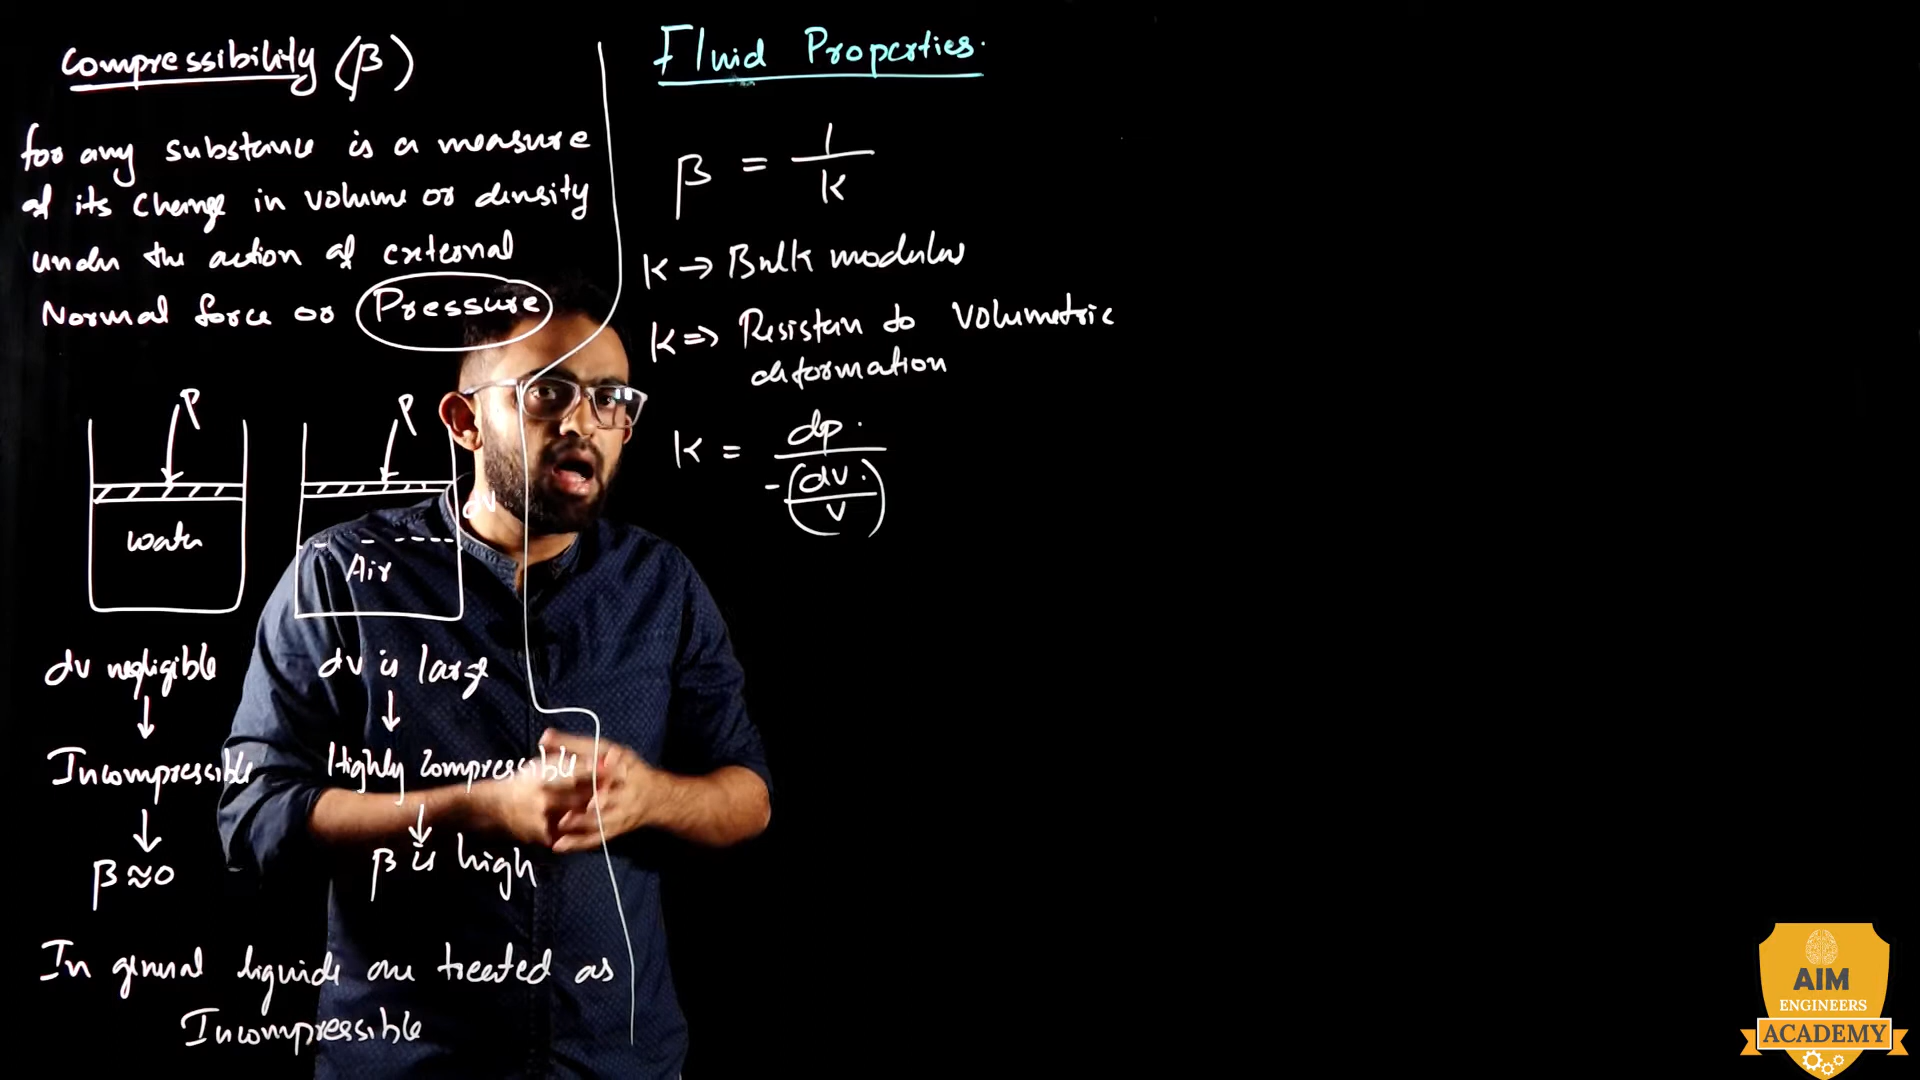 Compressibility (β)
for any substance is a measure
of its change in volume or density
under the action of external
Normal force or Pressure
P
P
dv
water
Air
dv negligible
dv is large
↓
↓
Incompressible
Highly compressible
↓
↓
β ≈ 0
β is high
In general liquids are treated as
Incompressible
Fluid Properties.
β = 1/K
K → Bulk modulus
K => Resistan to Volumetric
deformation
K = dp. / -(dv./v)
AIM
ENGINEERS
ACADEMY